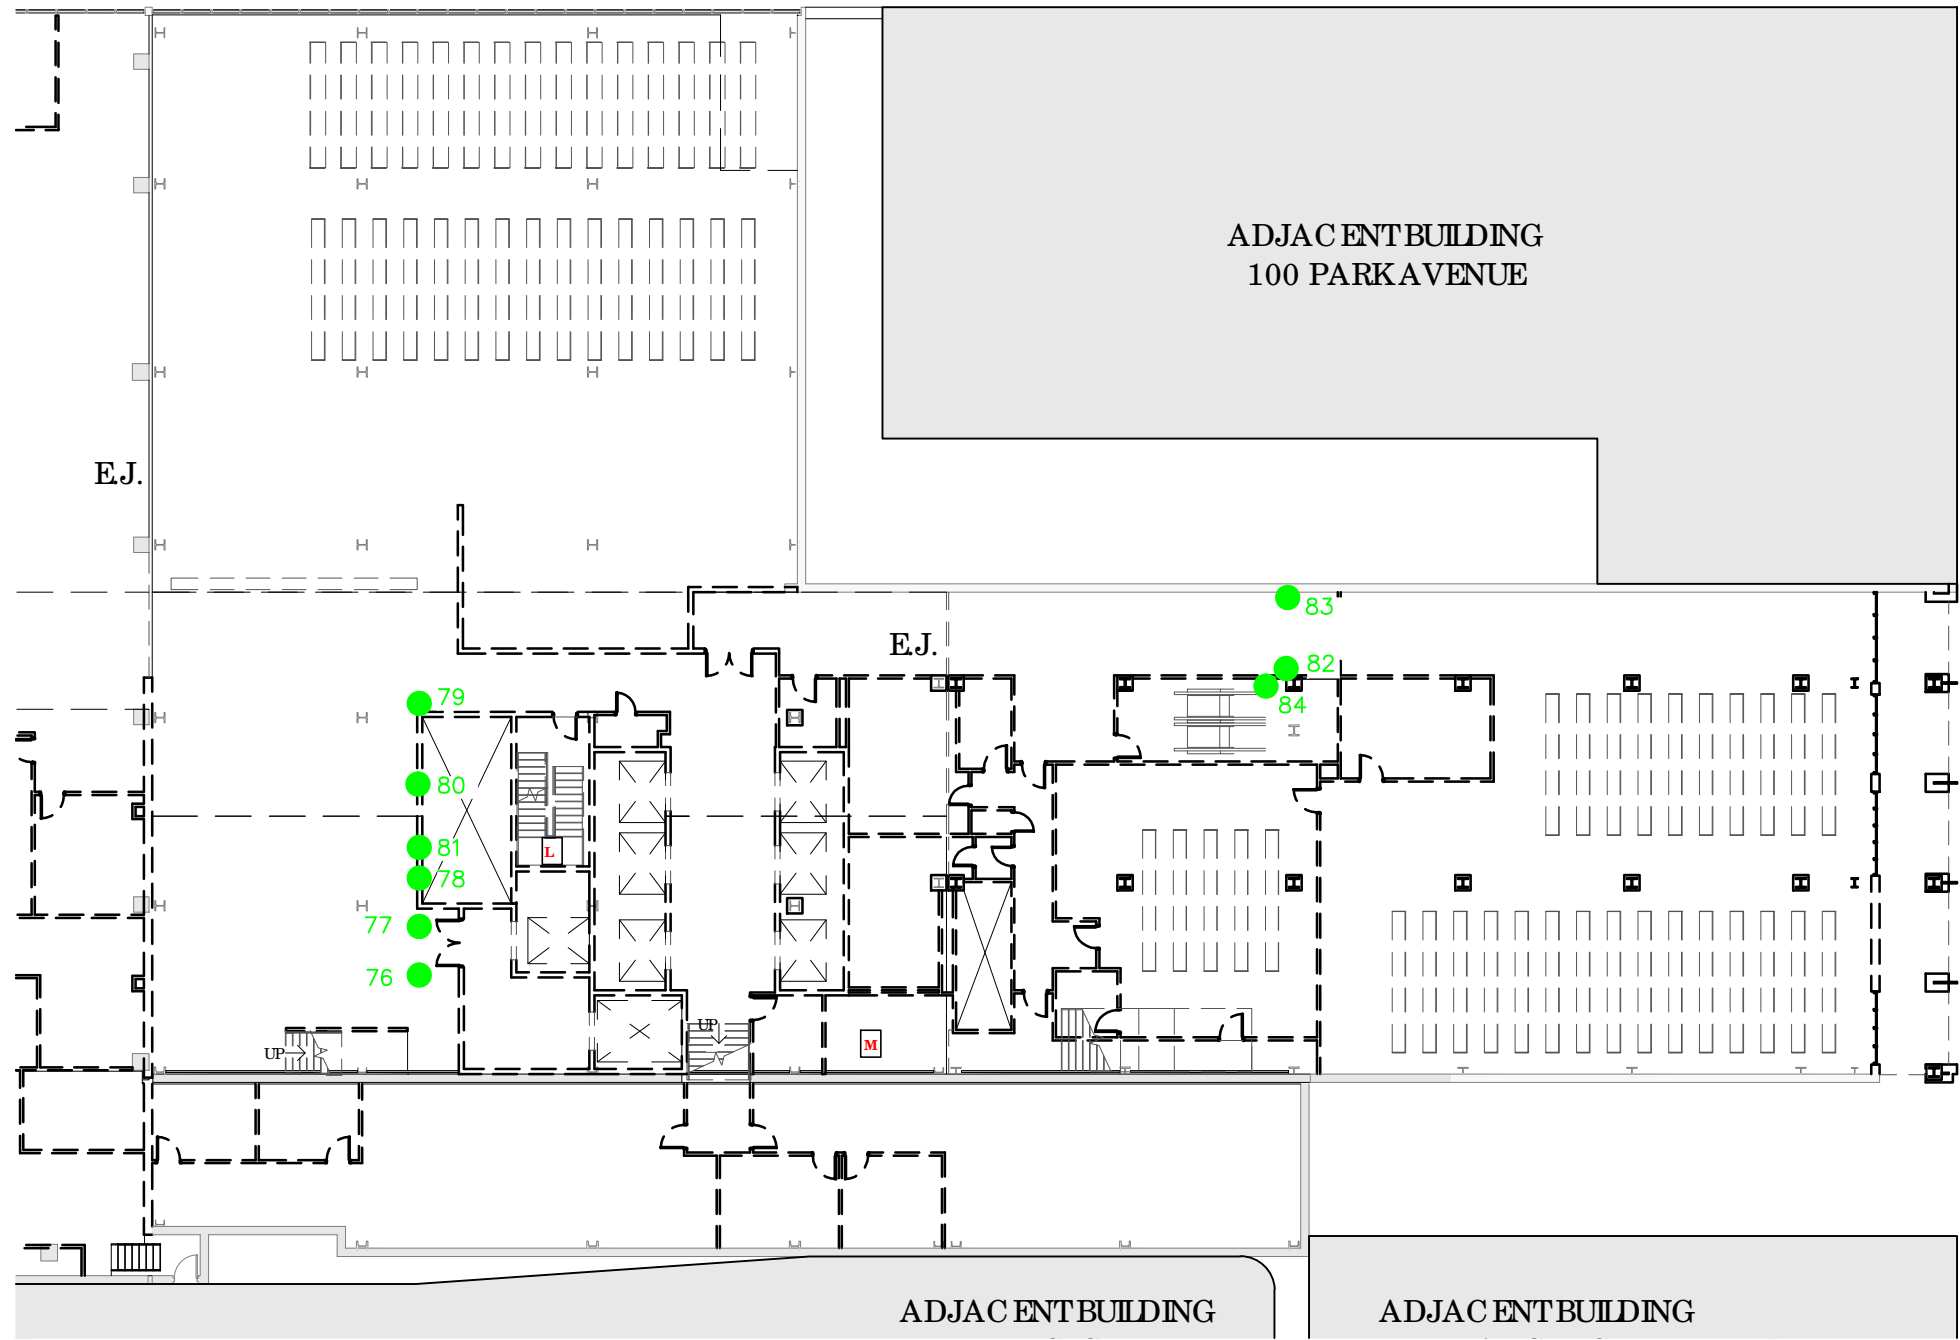 ADJACENT BUILDING
100 PARK AVENUE
E.J.
83
E.J.
82
79
84
80
81
L
78
77
76
UP
UP
M
ADJACENT BUILDING
ADJACENT BUILDING